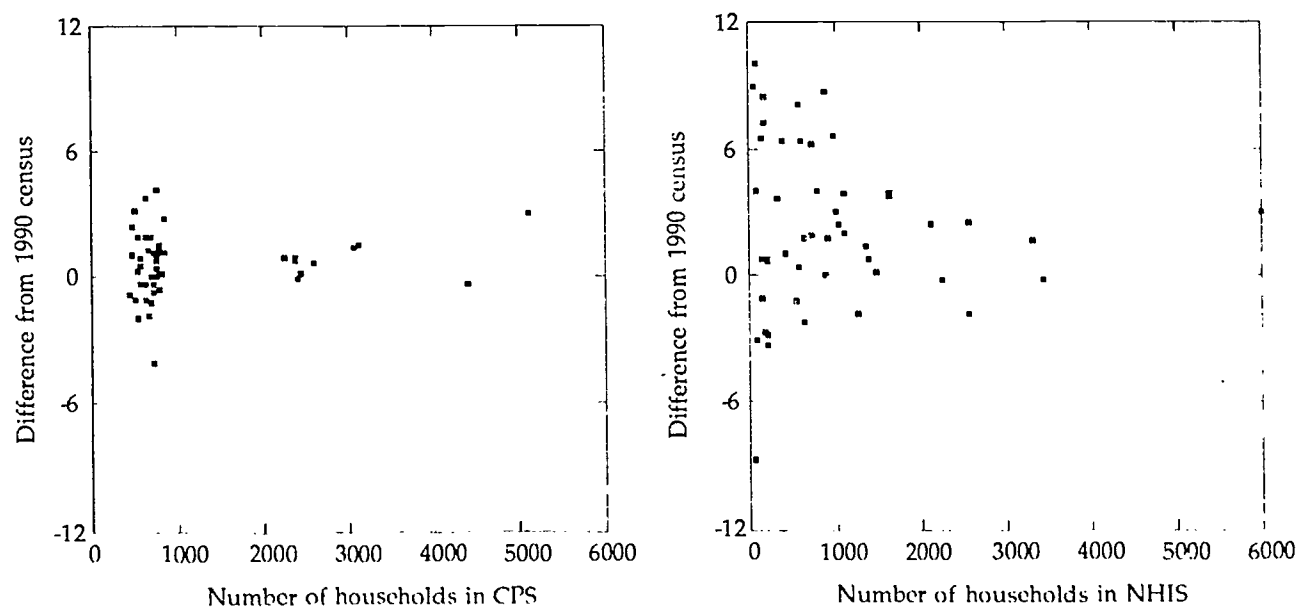 12
6
0
-6
-12
0 1000 2000 3000 4000 5000 6000
Difference from 1990 census
Number of households in CPS
12
6
0
-6
-12
0 1000 2000 3000 4000 5000 6000
Difference from 1990 census
Number of households in NHIS